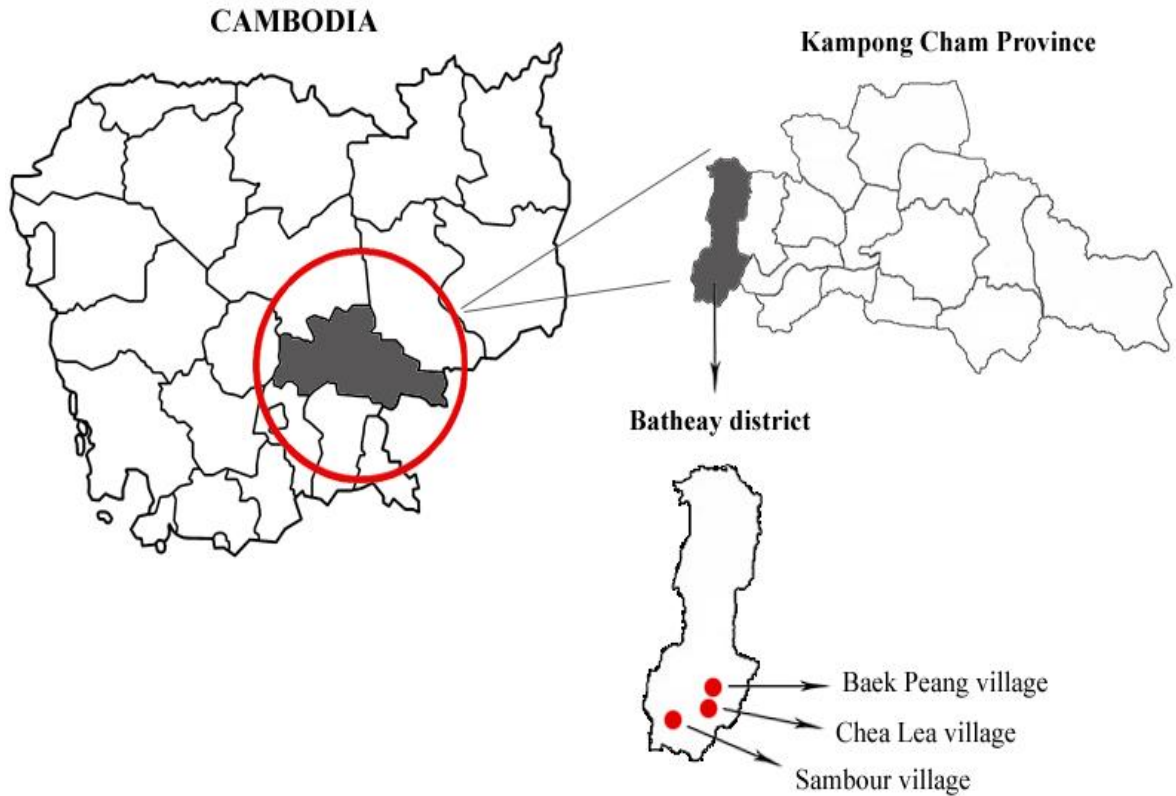 CAMBODIA
Kampong Cham Province
Batheay district
Baek Peang village
Chea Lea village
Sambour village